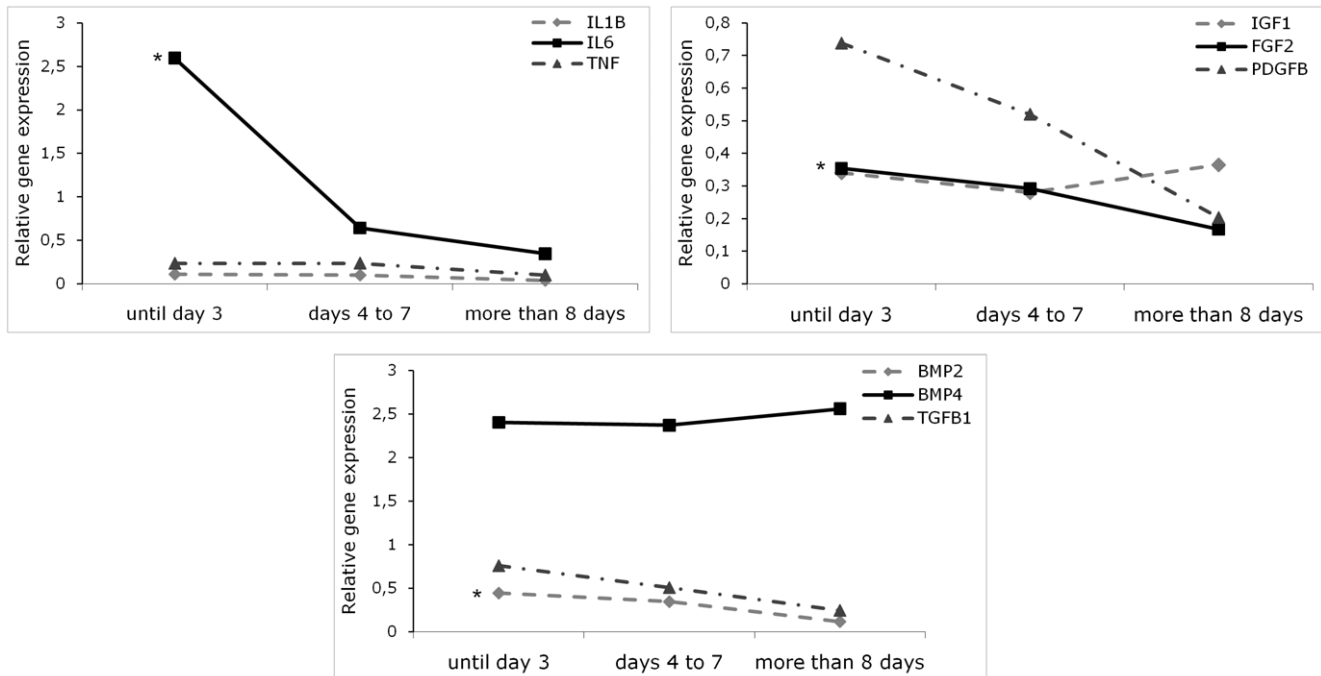 3
2,5
2
1,5
1
0,5
0
Relative gene expression
*
IL1B
IL6
TNF
until day 3 days 4 to 7 more than 8 days
0,8
0,7
0,6
0,5
0,4
0,3
0,2
0,1
0
Relative gene expression
*
IGF1
FGF2
PDGFB
until day 3 days 4 to 7 more than 8 days
3
2,5
2
1,5
1
0,5
0
Relative gene expression
*
BMP2
BMP4
TGFB1
until day 3 days 4 to 7 more than 8 days